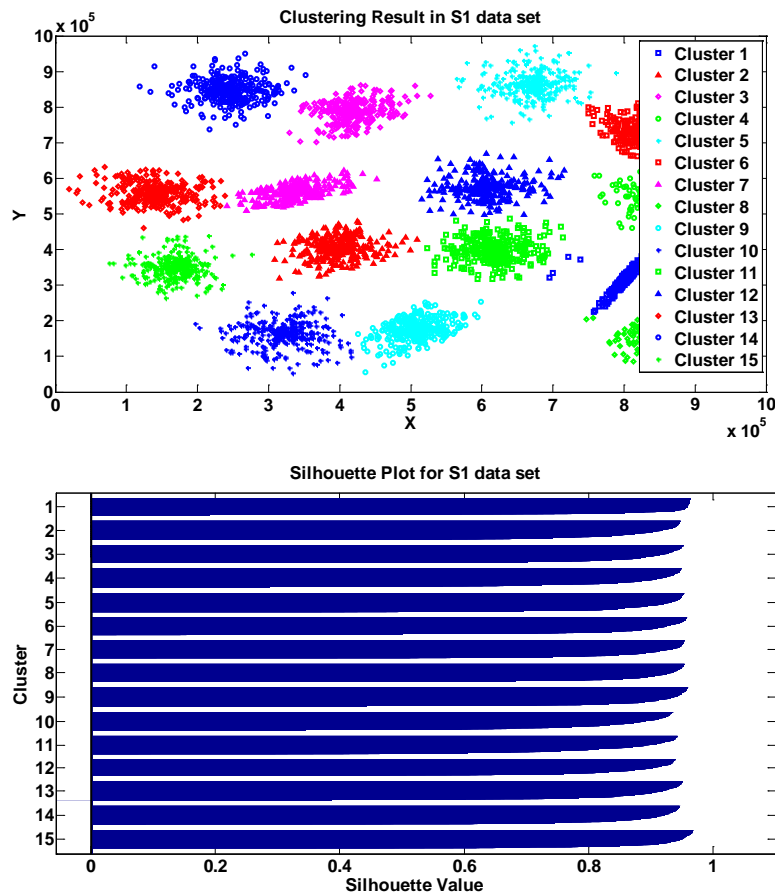 Clustering Result in S1 data set
x 10^5
10
9
8
7
6
5
4
3
2
1
0
Y
0 1 2 3 4 5 6 7 8 9 10
X
x 10^5
Cluster 1
Cluster 2
Cluster 3
Cluster 4
Cluster 5
Cluster 6
Cluster 7
Cluster 8
Cluster 9
Cluster 10
Cluster 11
Cluster 12
Cluster 13
Cluster 14
Cluster 15
Silhouette Plot for S1 data set
1
2
3
4
5
6
7
8
9
10
11
12
13
14
15
Cluster
0 0.2 0.4 0.6 0.8 1
Silhouette Value